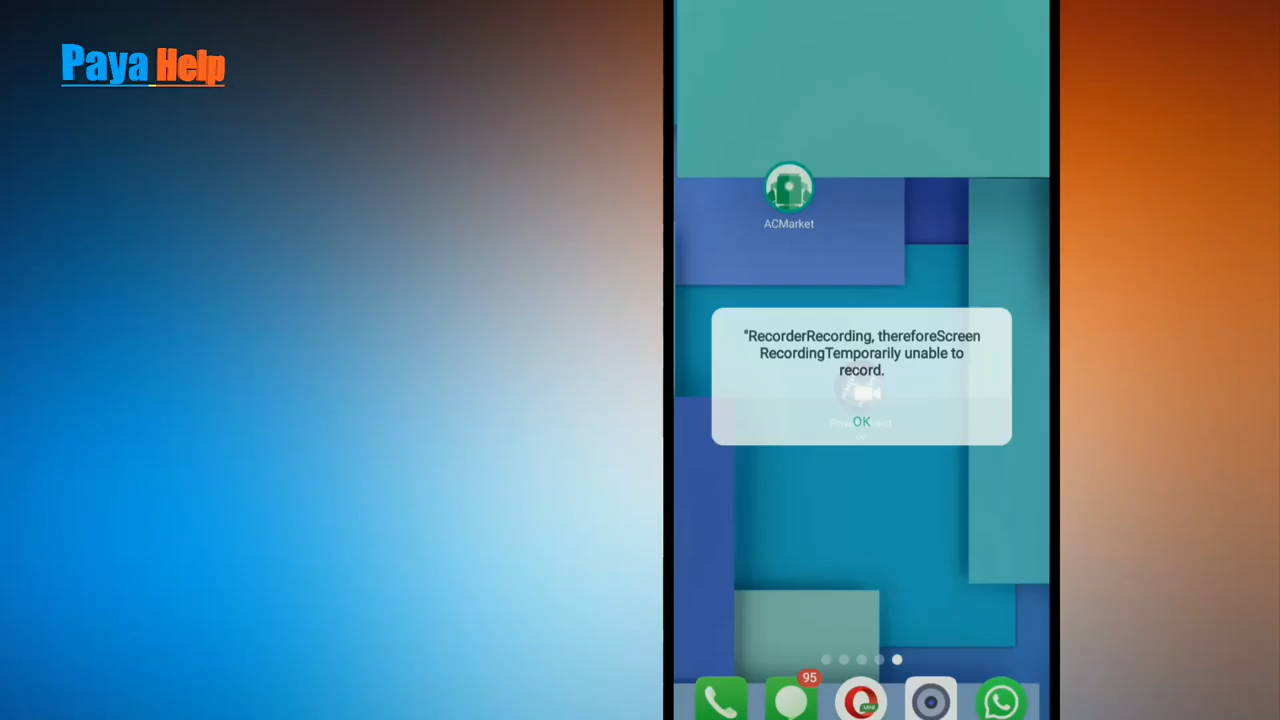 Paya Help
ACMarket
"RecorderRecording, thereforeScreen
RecordingTemporarily unable to
record.
OK
95